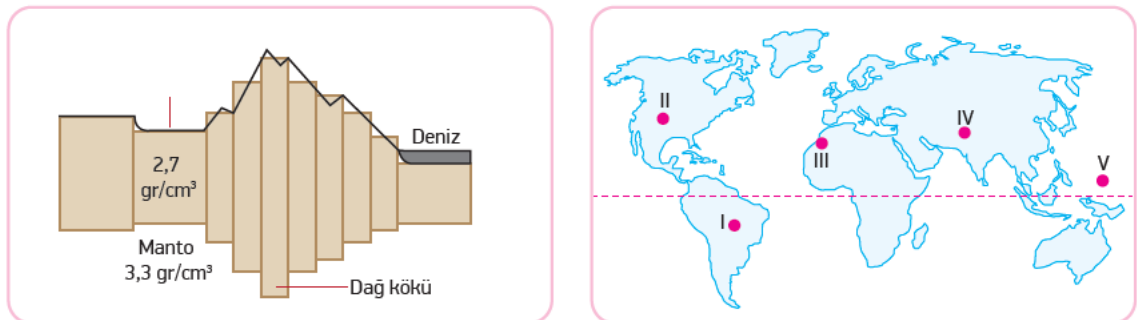 2,7
gr/cm³
Deniz
Manto
3,3 gr/cm³
Dağ kökü
II
IV
III
V
I